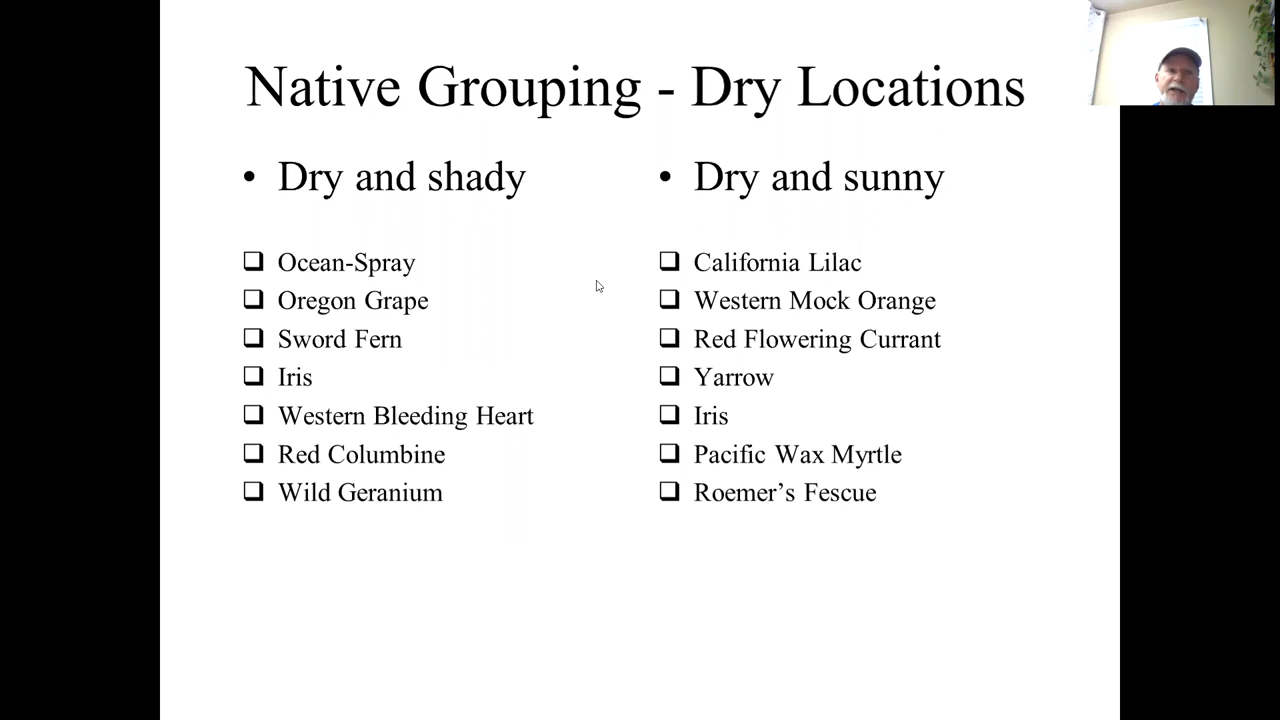 Native Grouping - Dry Locations
• Dry and shady
❑ Ocean-Spray
❑ Oregon Grape
❑ Sword Fern
❑ Iris
❑ Western Bleeding Heart
❑ Red Columbine
❑ Wild Geranium
• Dry and sunny
❑ California Lilac
❑ Western Mock Orange
❑ Red Flowering Currant
❑ Yarrow
❑ Iris
❑ Pacific Wax Myrtle
❑ Roemer’s Fescue